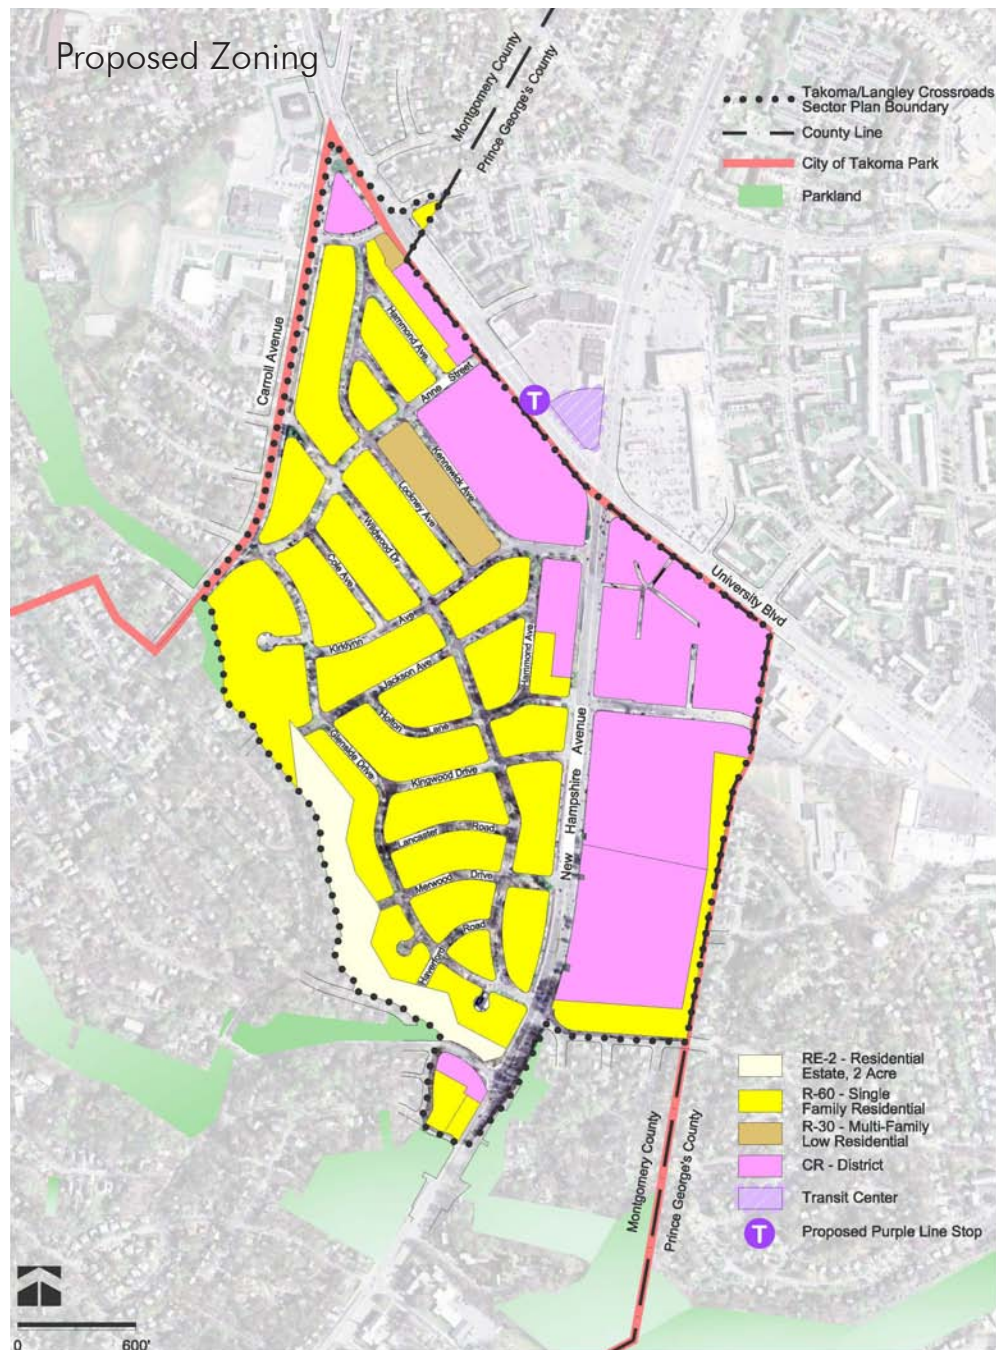 Proposed Zoning
Montgomery County
Prince George's County
Takoma/Langley Crossroads
Sector Plan Boundary
County Line
City of Takoma Park
Parkland
Carroll Avenue
Hammond Ave.
Anne Street
T
Kennewick Ave
Lockney Ave
Wildwood Dr
Cole Ave
University Blvd
Kirklynn Ave
Hammond Ave
Jackson Ave
Holton Lane
Glenside Drive
New Hampshire Avenue
Kingwood Drive
Lancaster Road
Merwood Drive
Haverford Road
RE-2 - Residential
Estate, 2 Acre
R-60 - Single
Family Residential
R-30 - Multi-Family
Low Residential
CR - District
Transit Center
T
Proposed Purple Line Stop
Montgomery County
Prince George's County
0 600'